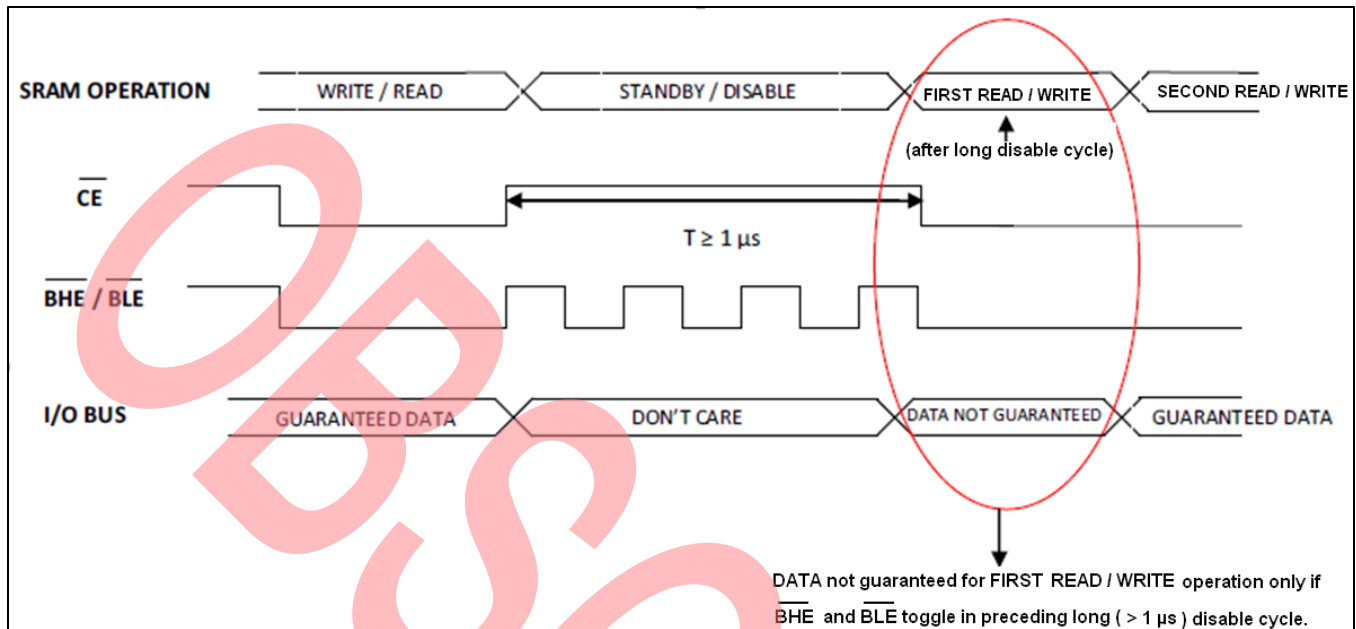 SRAM OPERATION WRITE / READ STANDBY / DISABLE FIRST READ / WRITE SECOND READ / WRITE
(after long disable cycle)
CE
T ≥ 1 µs
BHE / BLE
I/O BUS GUARANTEED DATA DON'T CARE DATA NOT GUARANTEED GUARANTEED DATA
DATA not guaranteed for FIRST READ / WRITE operation only if
BHE and BLE toggle in preceding long ( > 1 µs ) disable cycle.
OBSO